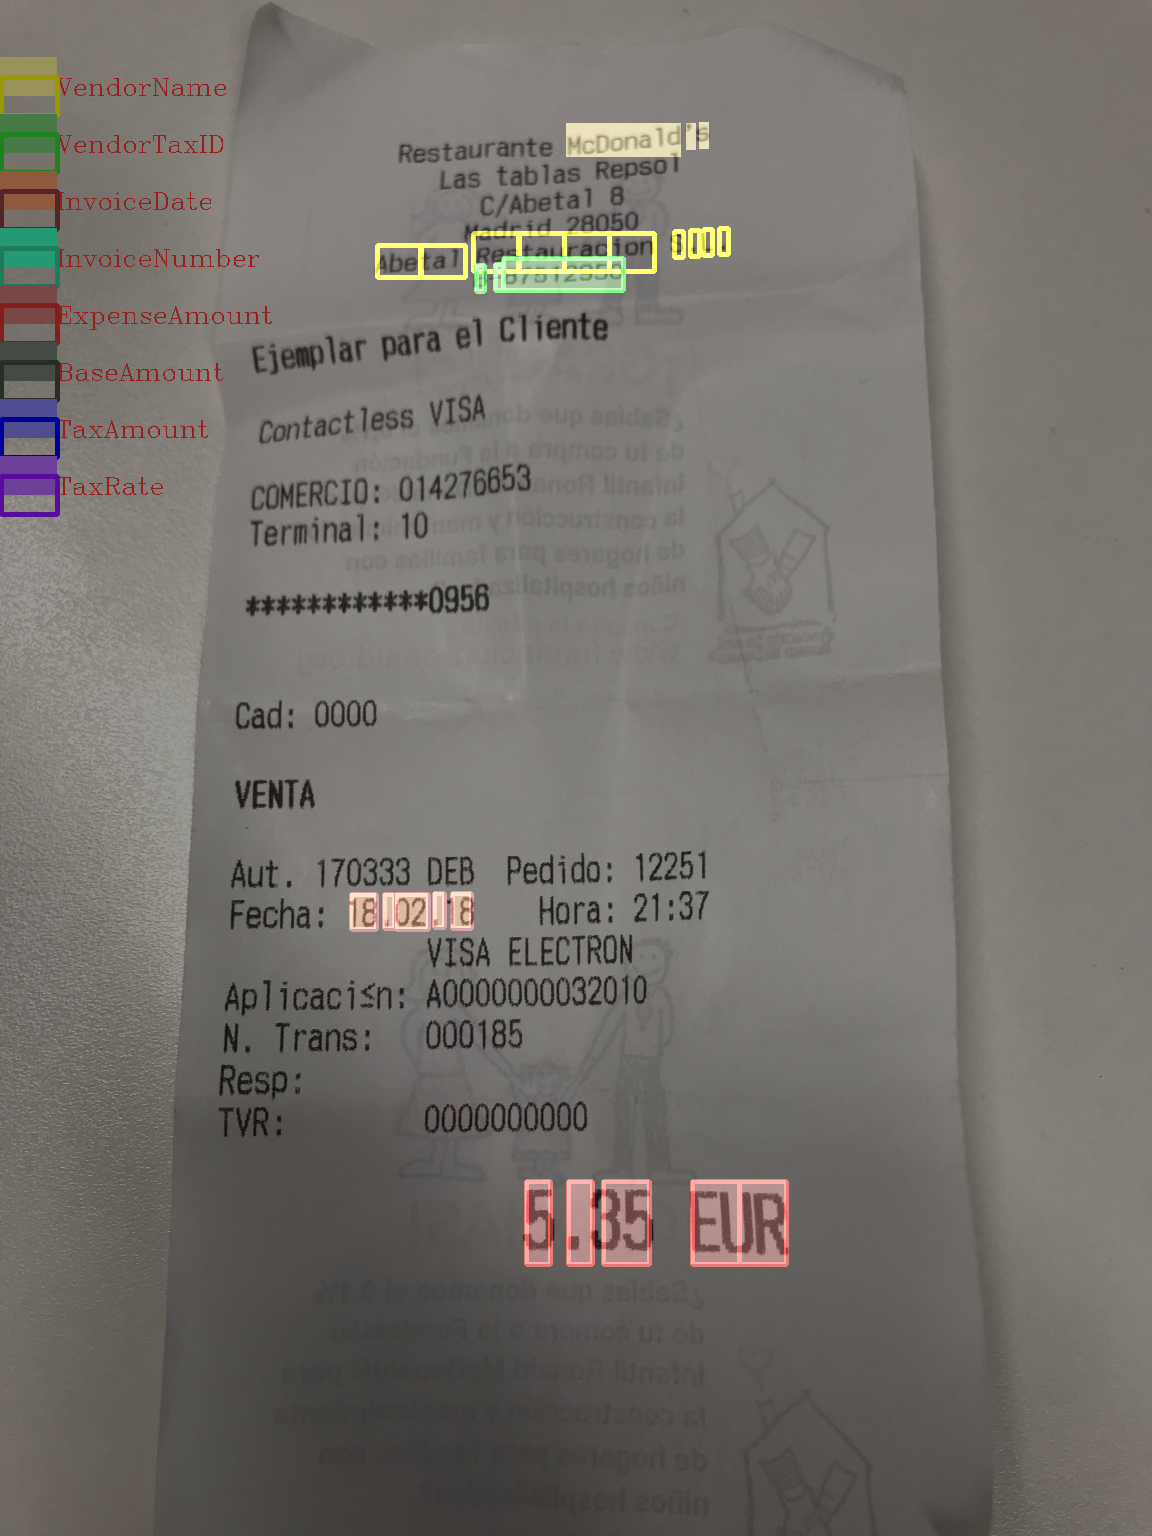 VendorName
VendorTaxID
InvoiceDate
InvoiceNumber
ExpenseAmount
BaseAmount
TaxAmount
TaxRate
Restaurante McDonald's
Las tablas Repsol
C/Abetal 8
Madrid 28050
Abetal Restauracion S.L.
Ejemplar para el Cliente
Contactless VISA
COMERCIO: 014276653
Terminal: 10
************0956
Cad: 0000
VENTA
Aut. 170333 DEB Pedido: 12251
Fecha: 18.02.18 Hora: 21:37
VISA ELECTRON
Aplicaci≤n: A0000000032010
N. Trans: 000185
Resp:
TVR: 0000000000
5.35 EUR